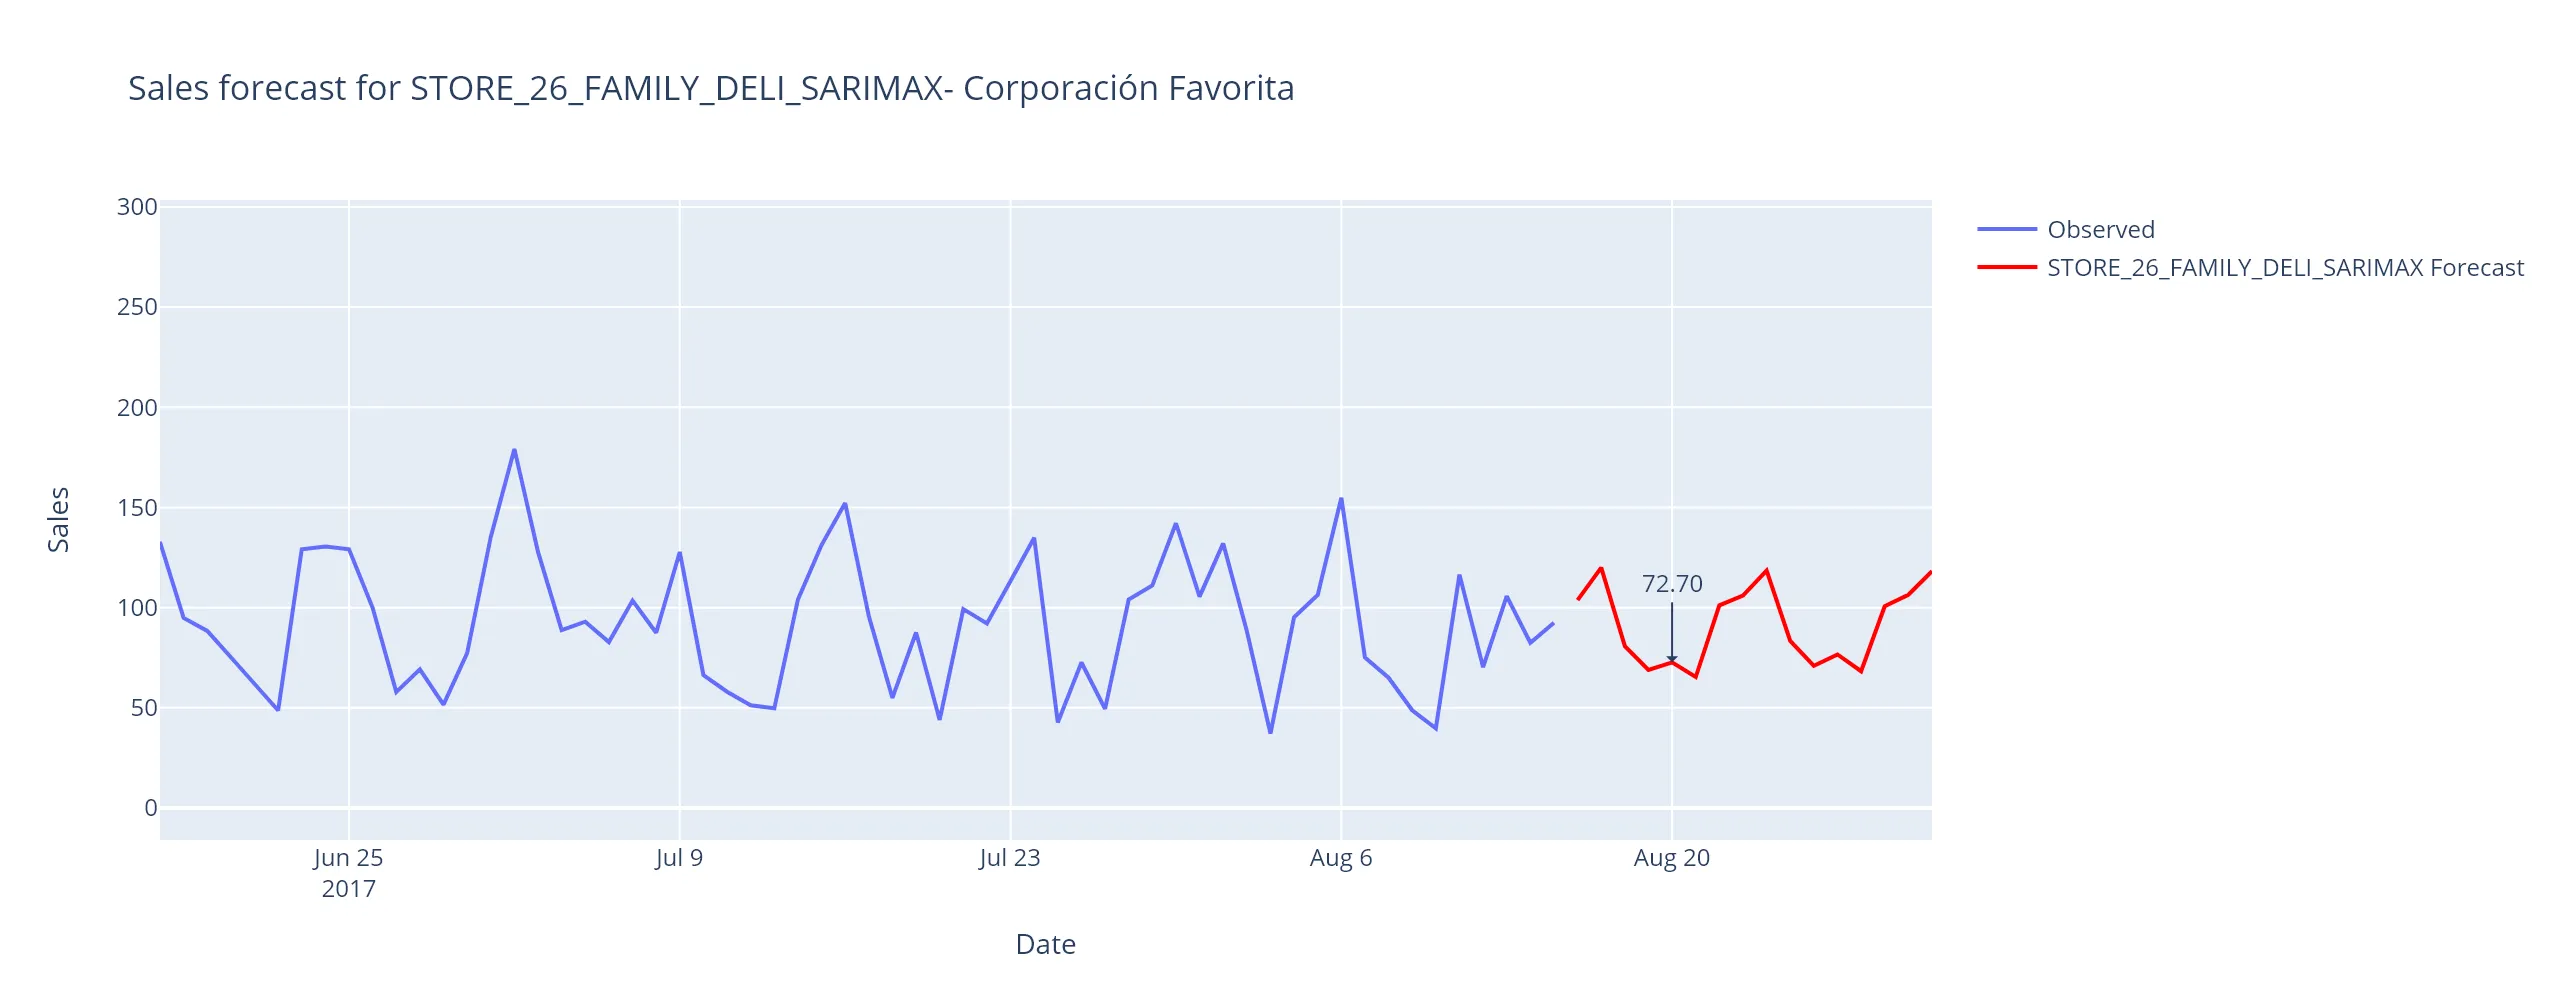 Sales forecast for STORE_26_FAMILY_DELI_SARIMAX- Corporación Favorita
Observed
STORE_26_FAMILY_DELI_SARIMAX Forecast
300
250
200
150
100
50
0
Sales
72.70
Jun 25
2017
Jul 9
Jul 23
Aug 6
Aug 20
Date